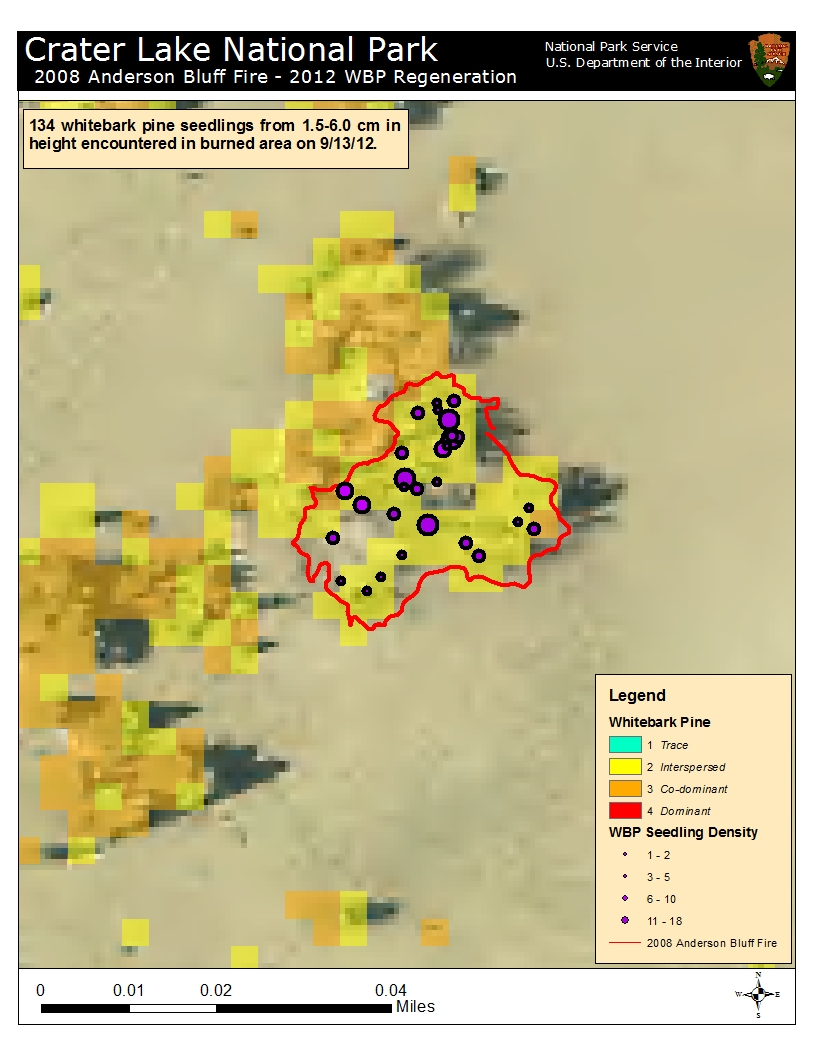 Crater Lake National Park
2008 Anderson Bluff Fire - 2012 WBP Regeneration
National Park Service
U.S. Department of the Interior
134 whitebark pine seedlings from 1.5-6.0 cm in
height encountered in burned area on 9/13/12.
Legend
Whitebark Pine
1 Trace
2 Interspersed
3 Co-dominant
4 Dominant
WBP Seedling Density
1 - 2
3 - 5
6 - 10
11 - 18
2008 Anderson Bluff Fire
0 0.01 0.02 0.04
Miles
N
W E
S